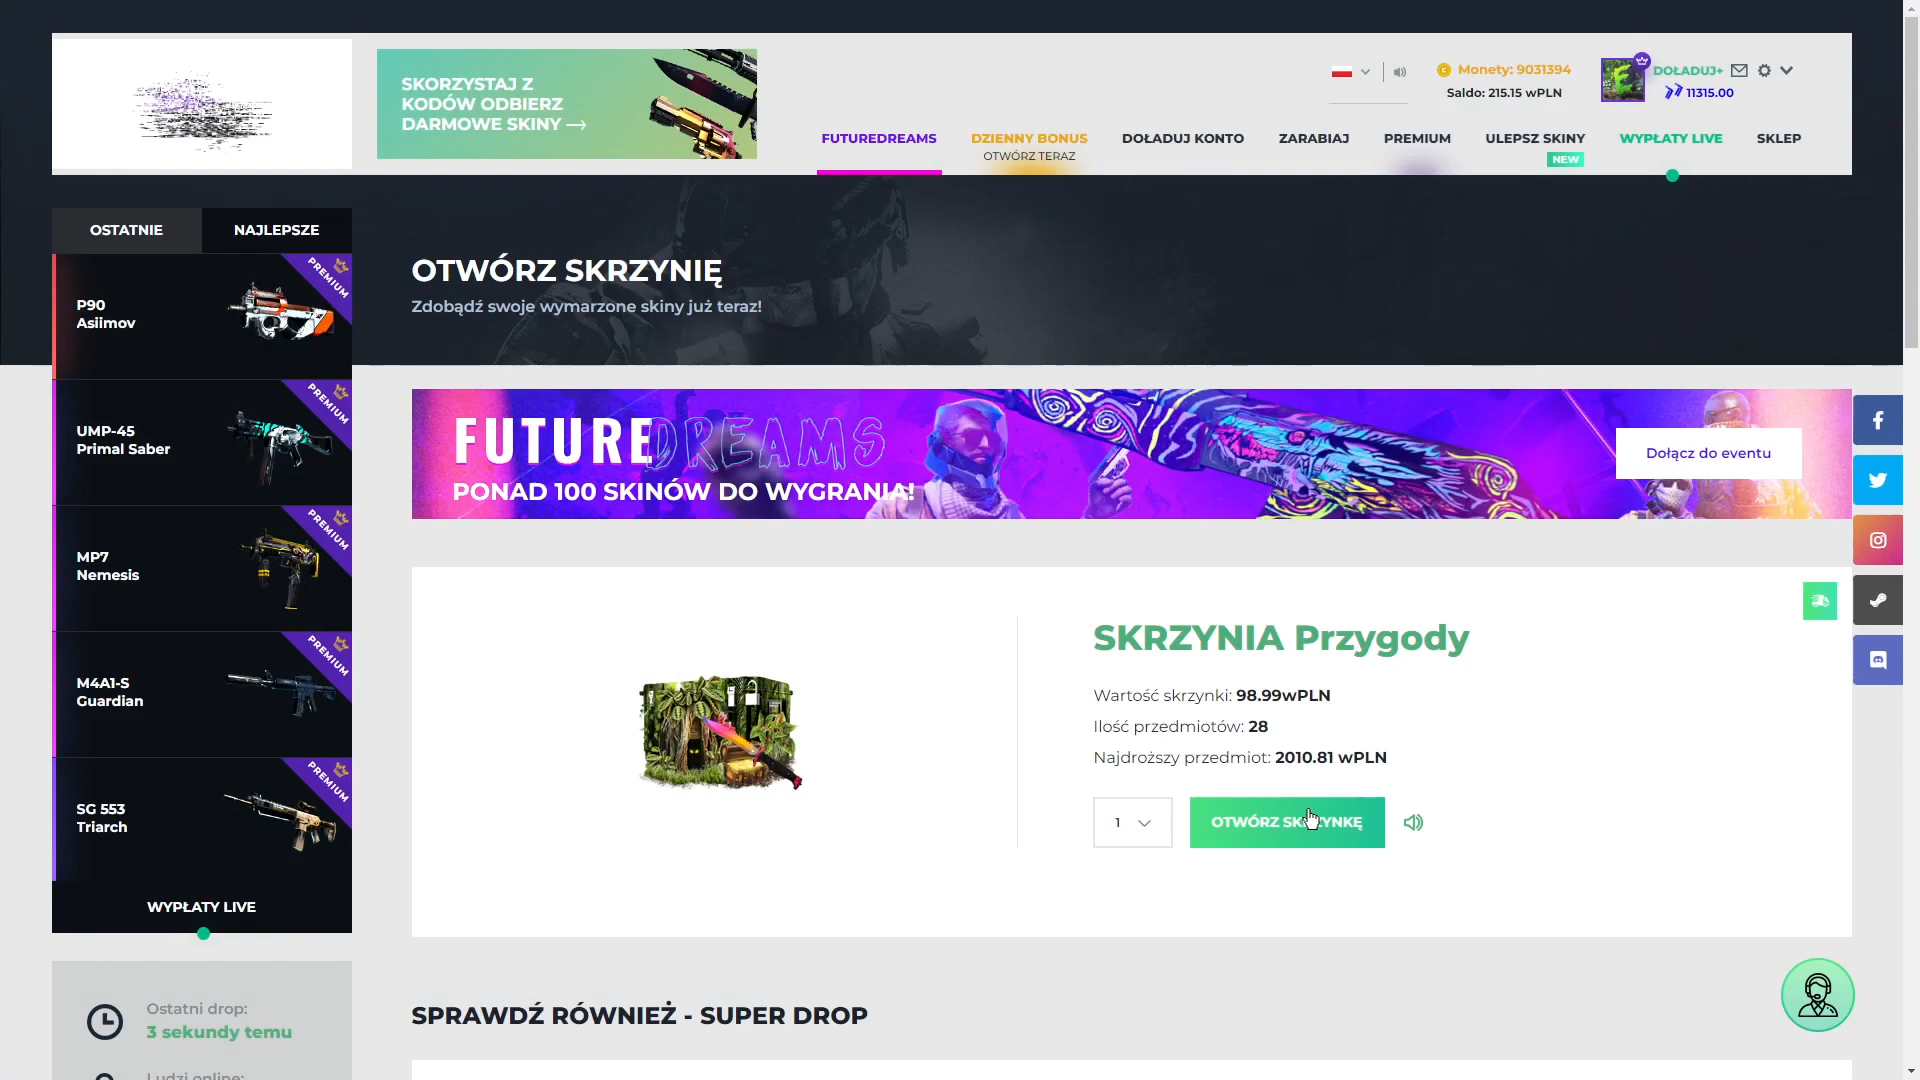 SKORZYSTAJ Z
KODÓW ODBIERZ
DARMOWE SKINY
Monety: 9031394
Saldo: 215.15 wPLN
DOŁADUJ+
11315.00
FUTUREDREAMS
DZIENNY BONUS
OTWÓRZ TERAZ
DOŁADUJ KONTO
ZARABIAJ
PREMIUM
ULEPSZ SKINY
NEW
WYPŁATY LIVE
SKLEP
OSTATNIE
NAJLEPSZE
P90
Asiimov
PREMIUM
UMP-45
Primal Saber
PREMIUM
MP7
Nemesis
PREMIUM
M4A1-S
Guardian
PREMIUM
SG 553
Triarch
PREMIUM
WYPŁATY LIVE
Ostatni drop:
3 sekundy temu
Ludzi online:
OTWÓRZ SKRZYNIĘ
Zdobądź swoje wymarzone skiny już teraz!
FUTUREDREAMS
PONAD 100 SKINÓW DO WYGRANIA!
Dołącz do eventu
SKRZYNIA Przygody
Wartość skrzynki: 98.99wPLN
Ilość przedmiotów: 28
Najdroższy przedmiot: 2010.81 wPLN
1
OTWÓRZ SKRZYNKĘ
SPRAWDŹ RÓWNIEŻ - SUPER DROP